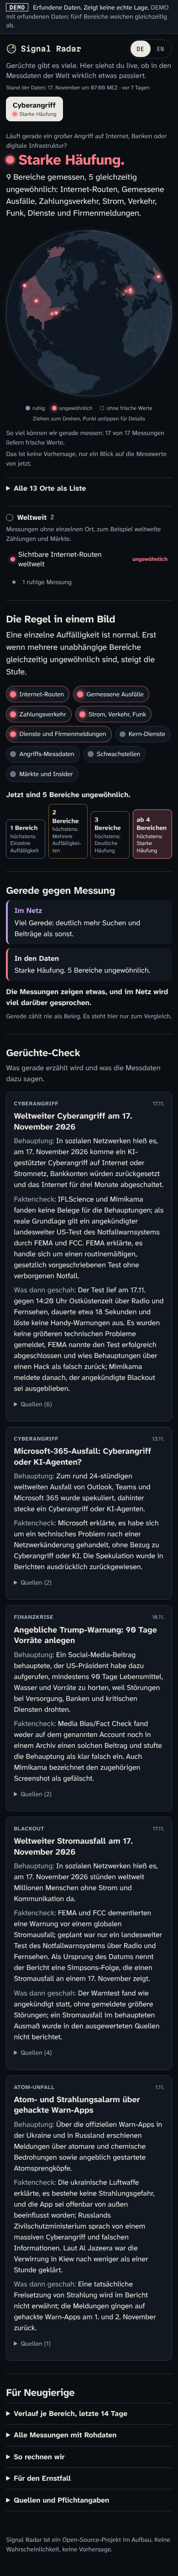 DEMO Erfundene Daten. Zeigt keine echte Lage. DEMO
mit erfundenen Daten: fünf Bereiche weichen gleichzeitig
ab.
Signal Radar
DE EN
Gerüchte gibt es viele. Hier siehst du live, ob in den
Messdaten der Welt wirklich etwas passiert.
Stand der Daten: 17. November um 07:00 MEZ · vor 7 Tagen
Cyberangriff
Starke Häufung
Läuft gerade ein großer Angriff auf Internet, Banken oder
digitale Infrastruktur?
Starke Häufung.
9 Bereiche gemessen, 5 gleichzeitig
ungewöhnlich: Internet-Routen, Gemessene
Ausfälle, Zahlungsverkehr, Strom, Verkehr,
Funk, Dienste und Firmenmeldungen.
ruhig ungewöhnlich ohne frische Werte
Ziehen zum Drehen, Punkt antippen für Details
So viel können wir gerade messen: 17 von 17 Messungen
liefern frische Werte.
Das ist keine Vorhersage, nur ein Blick auf die Messwerte
von jetzt.
Alle 13 Orte als Liste
Weltweit 2
Messungen ohne einzelnen Ort, zum Beispiel weltweite
Zählungen und Märkte.
Sichtbare Internet-Routen
weltweit
ungewöhnlich
1 ruhige Messung
Die Regel in einem Bild
Eine einzelne Auffälligkeit ist normal. Erst
wenn mehrere unabhängige Bereiche
gleichzeitig ungewöhnlich sind, steigt die
Stufe.
Internet-Routen
Gemessene Ausfälle
Zahlungsverkehr
Strom, Verkehr, Funk
Dienste und Firmenmeldungen
Kern-Dienste
Angriffs-Messdaten
Schwachstellen
Märkte und Insider
Jetzt sind 5 Bereiche ungewöhnlich.
1 Bereich
höchstens:
Einzelne
Auffälligkeit
2
Bereiche
höchstens:
Mehrere
Auffälligkei-
ten
3
Bereiche
höchstens:
Deutliche
Häufung
ab 4
Bereichen
höchstens:
Starke
Häufung
Gerede gegen Messung
Im Netz
Viel Gerede: deutlich mehr Suchen und
Beiträge als sonst.
In den Daten
Starke Häufung. 5 Bereiche ungewöhnlich.
Die Messungen zeigen etwas, und im Netz wird
viel darüber gesprochen.
Gerede zählt nie als Beleg. Es steht hier nur zum Vergleich.
Gerüchte-Check
Was gerade erzählt wird und was die Messdaten
dazu sagen.
CYBERANGRIFF 17.11.
Weltweiter Cyberangriff am 17.
November 2026
Behauptung: In sozialen Netzwerken hieß es,
am 17. November 2026 komme ein KI-
gestützter Cyberangriff auf Internet oder
Stromnetz, Bankkonten würden zurückgesetzt
und das Internet für drei Monate abgeschaltet.
Faktencheck: IFLScience und Mimikama
fanden keine Belege für die Behauptungen; als
reale Grundlage gilt ein angekündigter
landesweiter US-Test des Notfallwarnsystems
durch FEMA und FCC. FEMA erklärte, es
handle sich um einen routinemäßigen,
gesetzlich vorgesehenen Test ohne
verborgenen Notfall.
Was dann geschah: Der Test lief am 17.11.
gegen 14:20 Uhr Ostküstenzeit über Radio und
Fernsehen, dauerte etwa 18 Sekunden und
löste keine Handy-Warnungen aus. Es wurden
keine größeren technischen Probleme
gemeldet, FEMA nannte den Test erfolgreich
abgeschlossen und wies Behauptungen über
einen Hack als falsch zurück; Mimikama
meldete danach, der angekündigte Blackout
sei ausgeblieben.
Quellen (6)
CYBERANGRIFF 13.11.
Microsoft-365-Ausfall: Cyberangriff
oder KI-Agenten?
Behauptung: Zum rund 24-stündigen
weltweiten Ausfall von Outlook, Teams und
Microsoft 365 wurde spekuliert, dahinter
stecke ein Cyberangriff oder KI-Agenten.
Faktencheck: Microsoft erklärte, es habe sich
um ein technisches Problem nach einer
Netzwerkänderung gehandelt, ohne Bezug zu
Cyberangriff oder KI. Die Spekulation wurde in
Berichten ausdrücklich zurückgewiesen.
Quellen (2)
FINANZKRISE 18.11.
Angebliche Trump-Warnung: 90 Tage
Vorräte anlegen
Behauptung: Ein Social-Media-Beitrag
behauptete, der US-Präsident habe dazu
aufgerufen, mindestens 90 Tage Lebensmittel,
Wasser und Vorräte zu horten, weil Störungen
bei Versorgung, Banken und kritischen
Diensten drohten.
Faktencheck: Media Bias/Fact Check fand
weder auf dem genannten Account noch in
einem Archiv einen solchen Beitrag und stufte
die Behauptung als klar falsch ein. Auch
Mimikama bezeichnet den zugehörigen
Screenshot als gefälscht.
Quellen (2)
BLACKOUT 17.11.
Weltweiter Stromausfall am 17.
November 2026
Behauptung: In sozialen Netzwerken hieß es,
am 17. November 2026 stünden weltweit
Millionen Menschen ohne Strom und
Kommunikation da.
Faktencheck: FEMA und FCC dementierten
eine Warnung vor einem globalen
Stromausfall; geplant war nur ein landesweiter
Test des Notfallwarnsystems über Radio und
Fernsehen. Als Ursprung des Datums nennt
der Bericht eine Simpsons-Folge, die einen
Stromausfall an einem 17. November zeigt.
Was dann geschah: Der Warntest fand wie
angekündigt statt, ohne gemeldete größere
Störungen; ein Stromausfall im behaupteten
Ausmaß wurde in den ausgewerteten Quellen
nicht berichtet.
Quellen (4)
ATOM-UNFALL 1.11.
Atom- und Strahlungsalarm über
gehackte Warn-Apps
Behauptung: Über die offiziellen Warn-Apps in
der Ukraine und in Russland erschienen
Meldungen über atomare und chemische
Bedrohungen sowie angeblich gestartete
Atomsprengköpfe.
Faktencheck: Die ukrainische Luftwaffe
erklärte, es bestehe keine Strahlungsgefahr,
und die App sei offenbar von außen
beeinflusst worden; Russlands
Zivilschutzministerium sprach von einem
massiven Cyberangriff und falschen
Informationen. Laut Al Jazeera war die
Verwirrung in Kiew nach weniger als einer
Stunde geklärt.
Was dann geschah: Eine tatsächliche
Freisetzung von Strahlung wird im Bericht
nicht erwähnt; die Meldungen gingen auf
gehackte Warn-Apps am 1. und 2. November
zurück.
Quellen (1)
Für Neugierige
Verlauf je Bereich, letzte 14 Tage
Alle Messungen mit Rohdaten
So rechnen wir
Für den Ernstfall
Quellen und Pflichtangaben
Signal Radar ist ein Open-Source-Projekt im Aufbau. Keine
Wahrscheinlichkeit, keine Vorhersage.